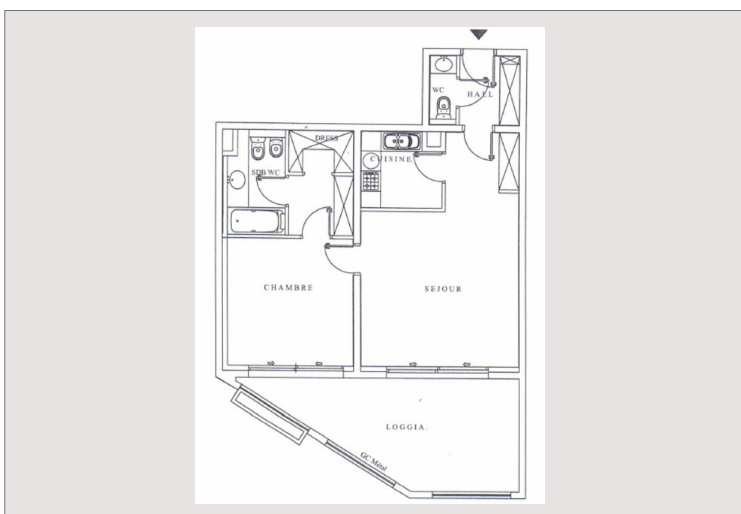 WC
HALL
DRESS
CUISINE
SDB WC
CHAMBRE
SEJOUR
LOGGIA.
GC Métal